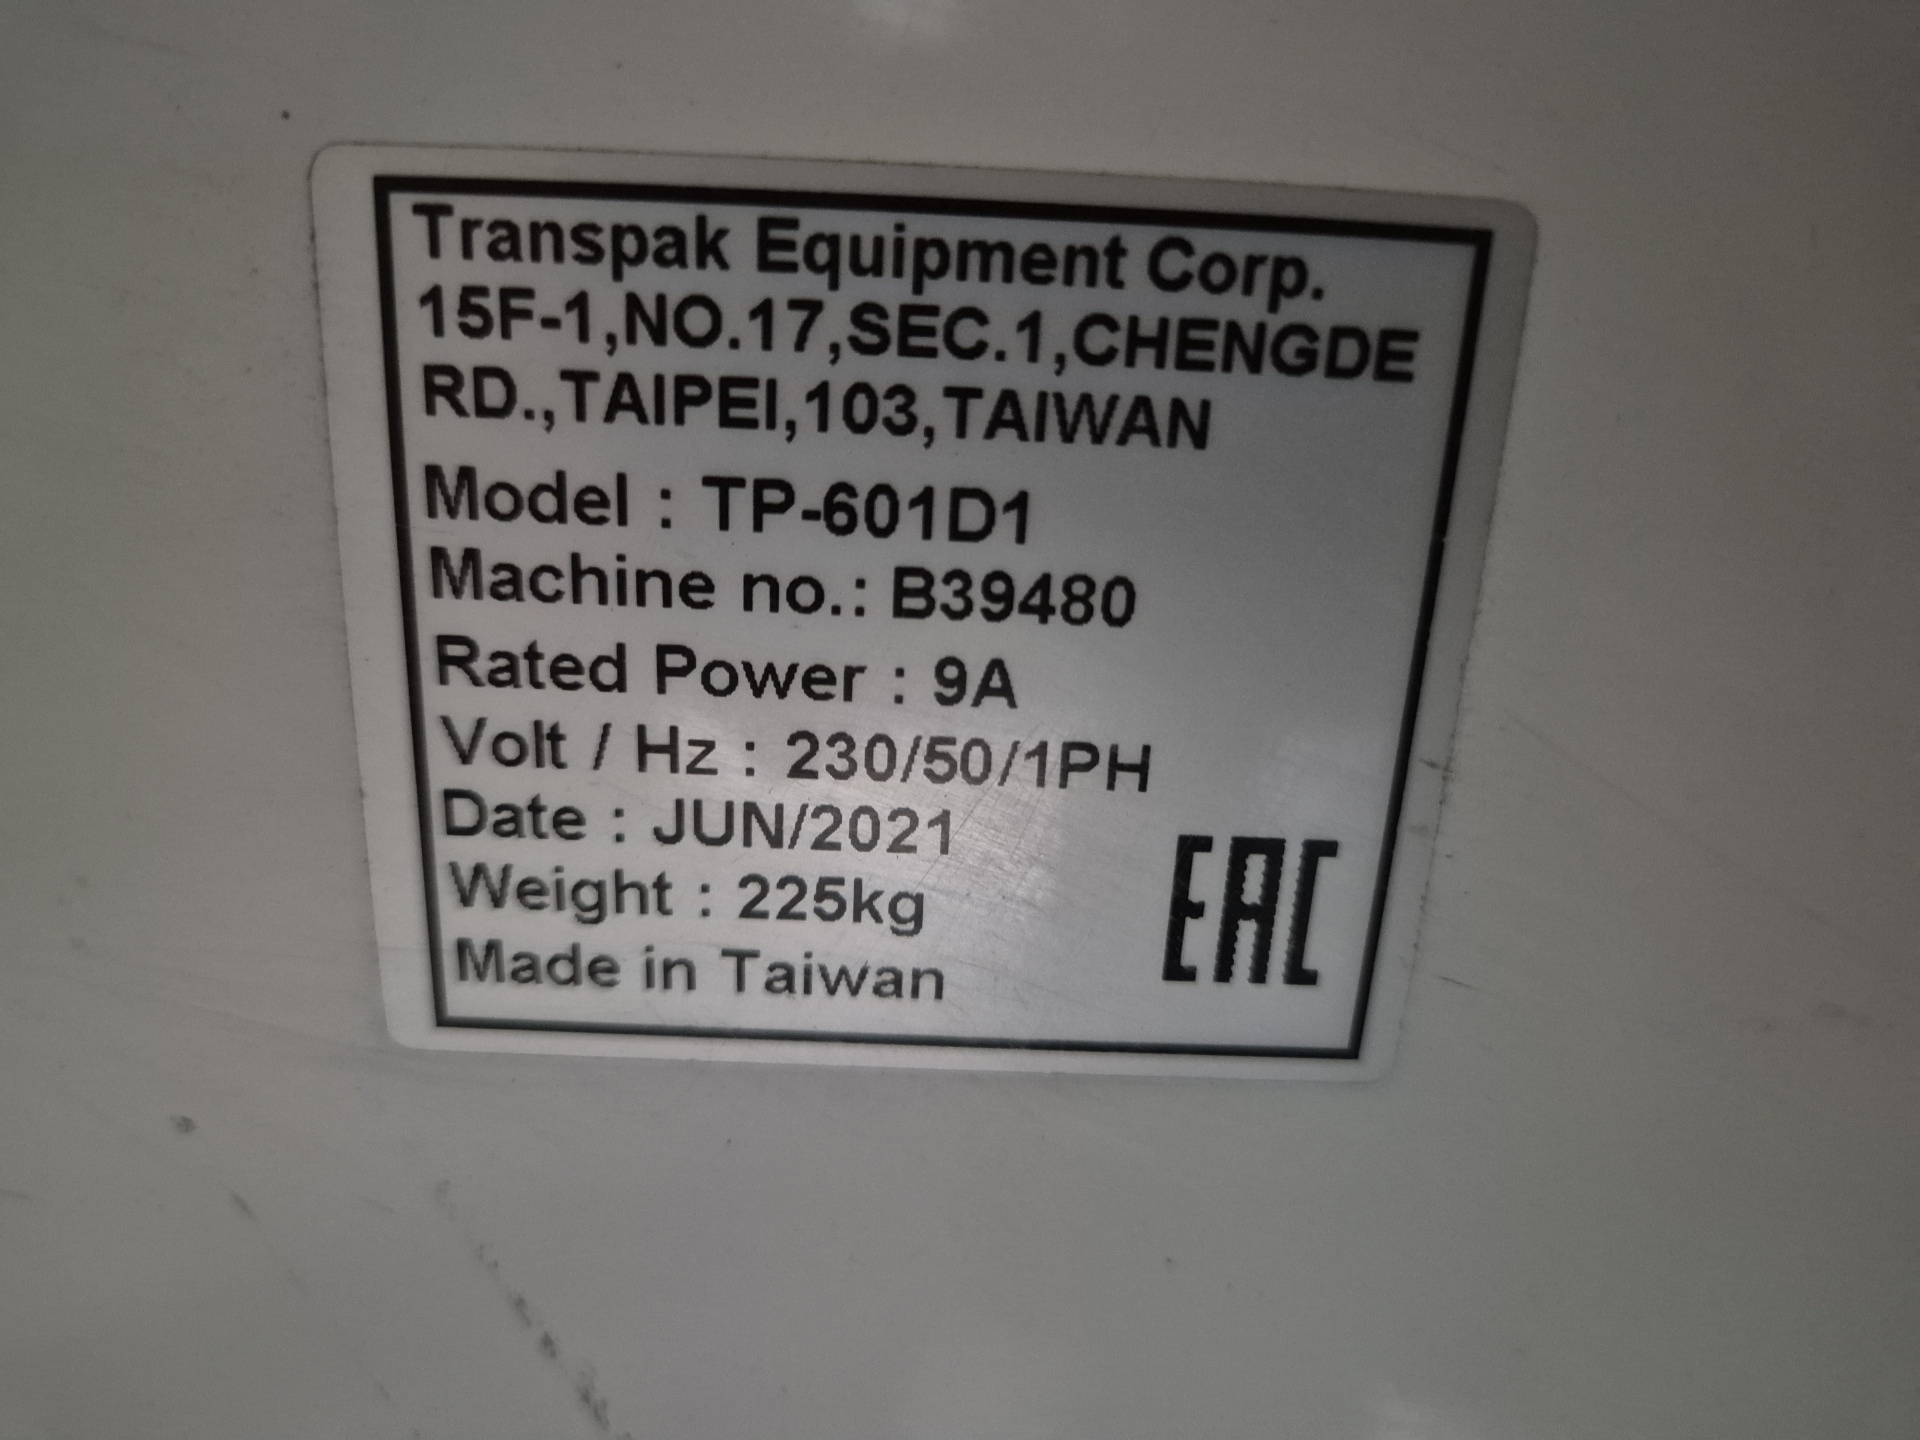 Transpak Equipment Corp.
15F-1,NO.17,SEC.1,CHENGDE
RD.,TAIPEI,103,TAIWAN
Model : TP-601D1
Machine no.: B39480
Rated Power : 9A
Volt / Hz : 230/50/1PH
Date : JUN/2021
Weight : 225kg
Made in Taiwan
EAC